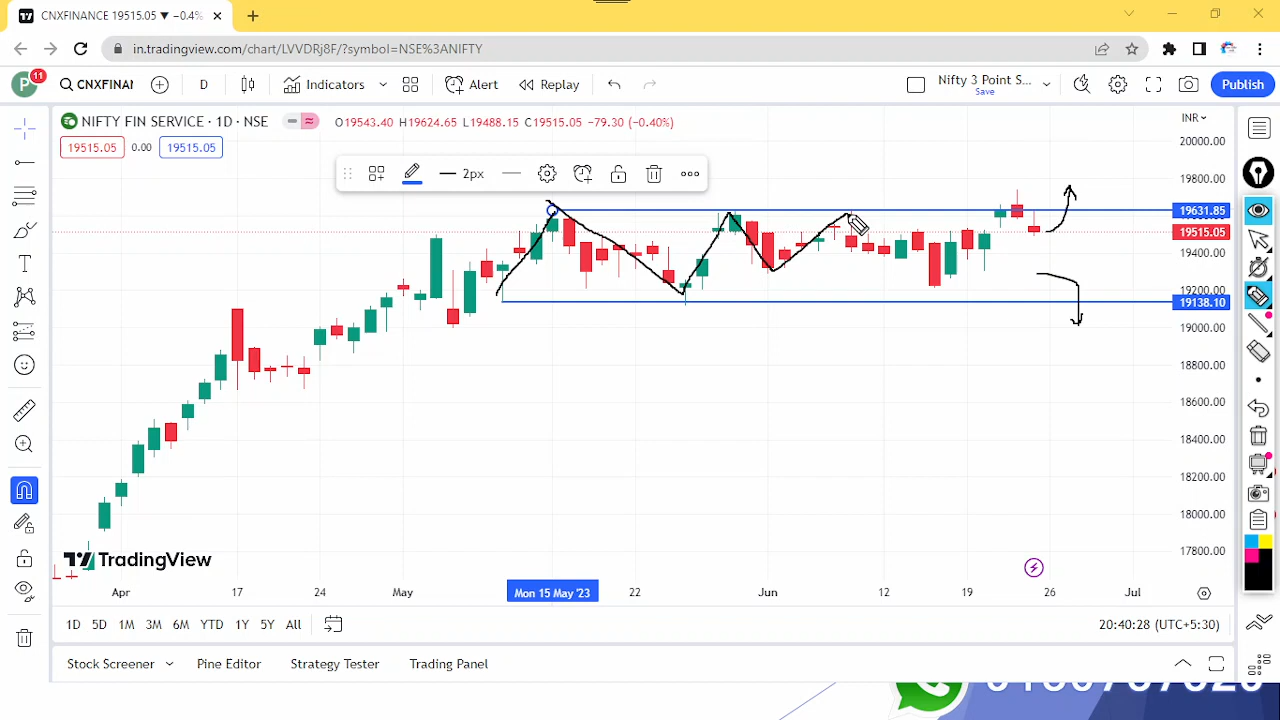 CNXFINANCE 19515.05 ▼ −0.4%
in.tradingview.com/chart/LVVDRj8F/?symbol=NSE%3ANIFTY
P 11 CNXFINAI D Indicators Alert Replay Nifty 3 Point S... Save Publish
NIFTY FIN SERVICE · 1D · NSE O19543.40 H19624.65 L19488.15 C19515.05 −79.30 (−0.40%) INR
19515.05 0.00 19515.05
2px
20000.00
19800.00
19631.85
19515.05
19400.00
19200.00
19138.10
19000.00
18800.00
18600.00
18400.00
18200.00
18000.00
17800.00
TradingView
Apr 17 24 May Mon 15 May '23 22 Jun 12 19 26 Jul
1D 5D 1M 3M 6M YTD 1Y 5Y All 20:40:28 (UTC+5:30)
Stock Screener Pine Editor Strategy Tester Trading Panel